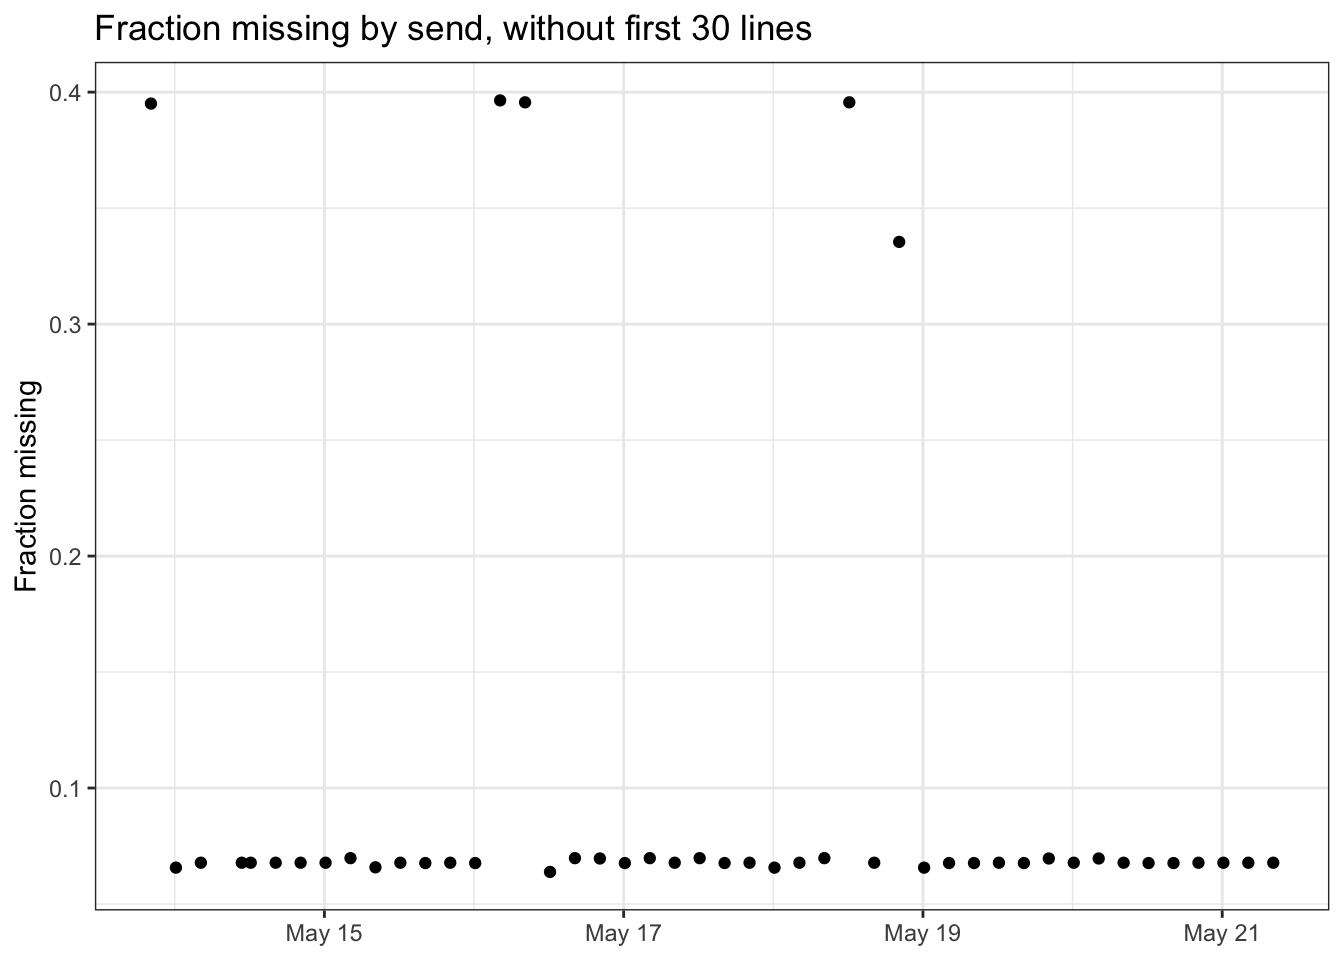 Fraction missing by send, without first 30 lines
0.4
0.3
0.2
0.1
Fraction missing
May 15
May 17
May 19
May 21